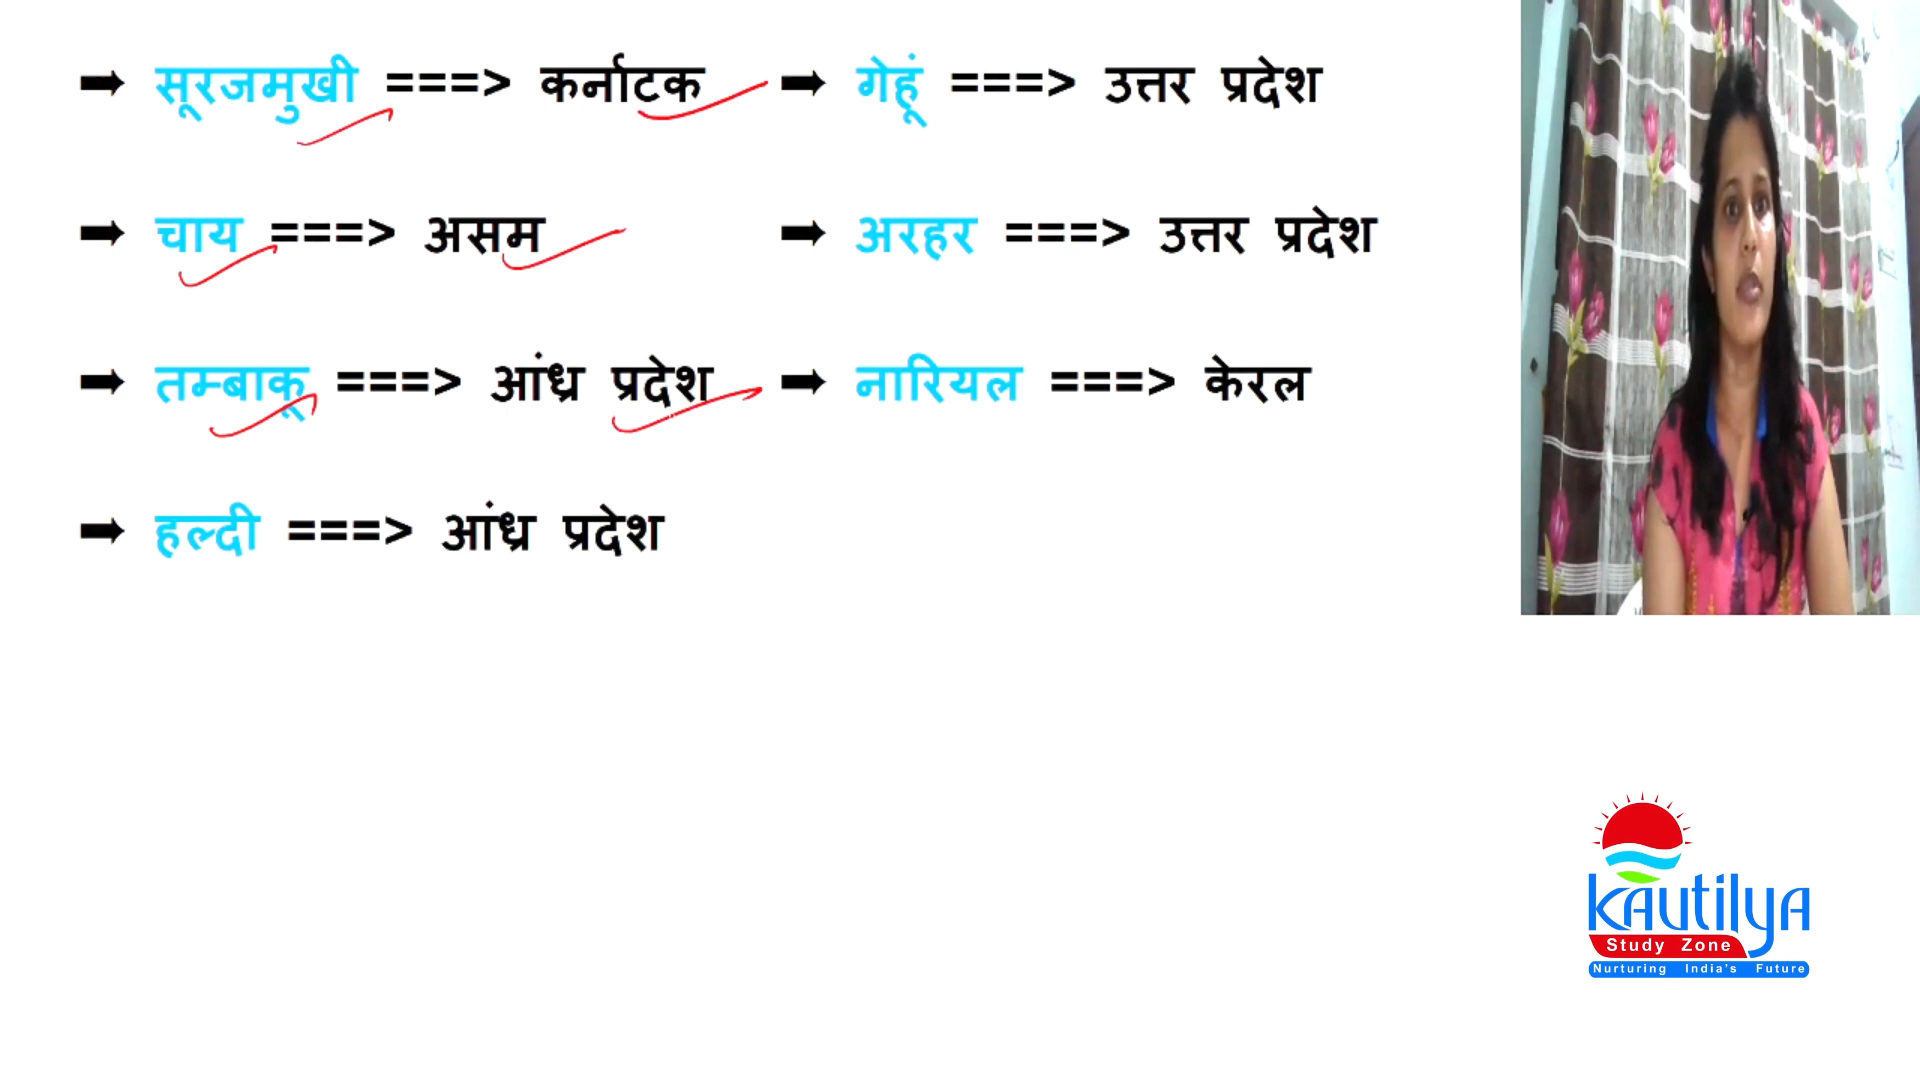 ➡ सूरजमुखी ===> कर्नाटक
➡ चाय ===> असम
➡ तम्बाकू ===> आंध्र प्रदेश
➡ हल्दी ===> आंध्र प्रदेश
➡ गेहूं ===> उत्तर प्रदेश
➡ अरहर ===> उत्तर प्रदेश
➡ नारियल ===> केरल
kAutilyA
Study Zone
Nurturing India's Future